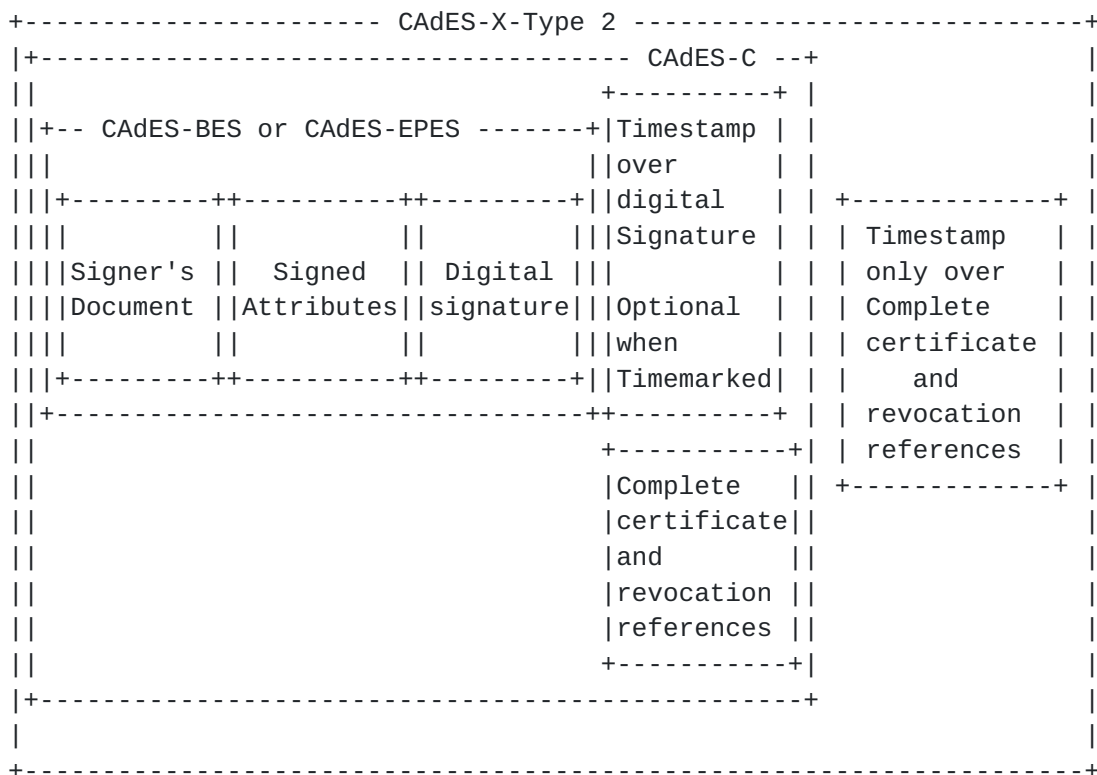 CAdES-X-Type 2
CAdES-C
CAdES-BES or CAdES-EPES
Timestamp
over
digital
Signature
Optional
when
Timemarked
Signer's
Document
Signed
Attributes
Digital
signature
Timestamp
only over
Complete
certificate
and
revocation
references
Complete
certificate
and
revocation
references